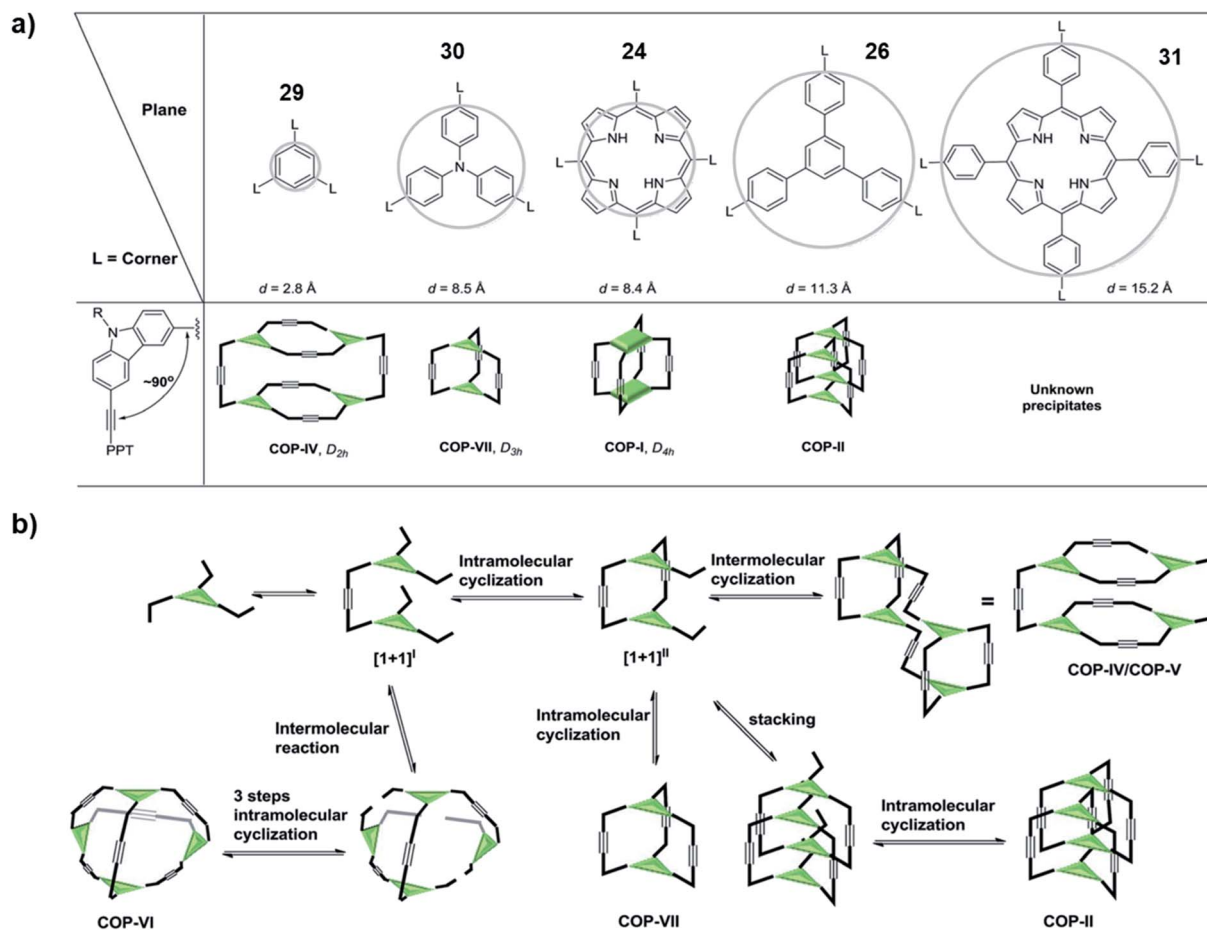 a)
Plane
L = Corner
29
L
L
L
d = 2.8 Å
30
L
N
L
L
d = 8.5 Å
24
L
NH
N
L
L
N
HN
L
d = 8.4 Å
26
L
L
L
d = 11.3 Å
31
L
NH
N
L
L
N
HN
L
d = 15.2 Å
R
N
~90°
PPT
COP-IV, D2h
COP-VII, D3h
COP-I, D4h
COP-II
Unknown
precipitates
b)
[1+1]I
Intramolecular
cyclization
[1+1]II
Intermolecular
cyclization
=
COP-IV/COP-V
Intermolecular
reaction
Intramolecular
cyclization
stacking
3 steps
intramolecular
cyclization
Intramolecular
cyclization
COP-VI
COP-VII
COP-II